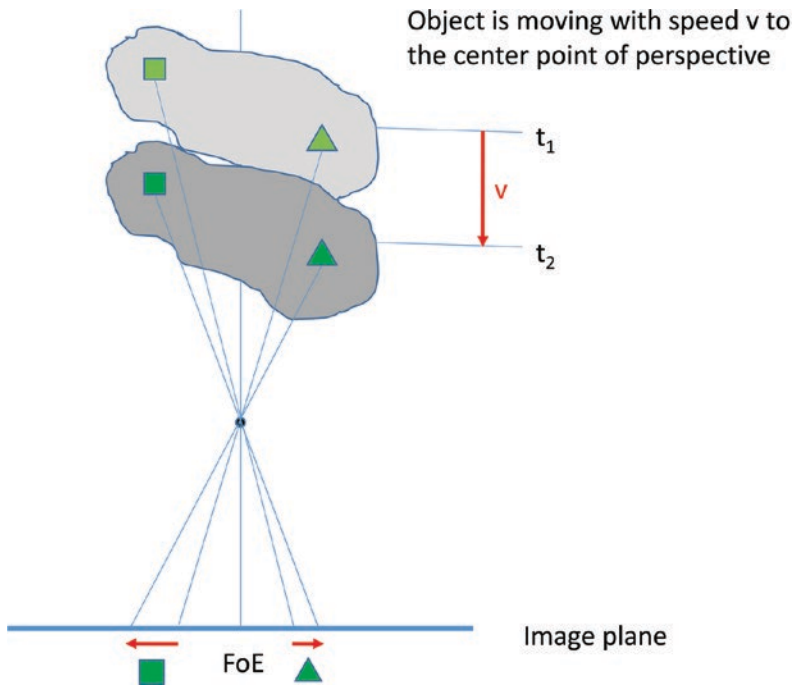 Object is moving with speed v to
the center point of perspective
t₁
v
t₂
Image plane
FoE